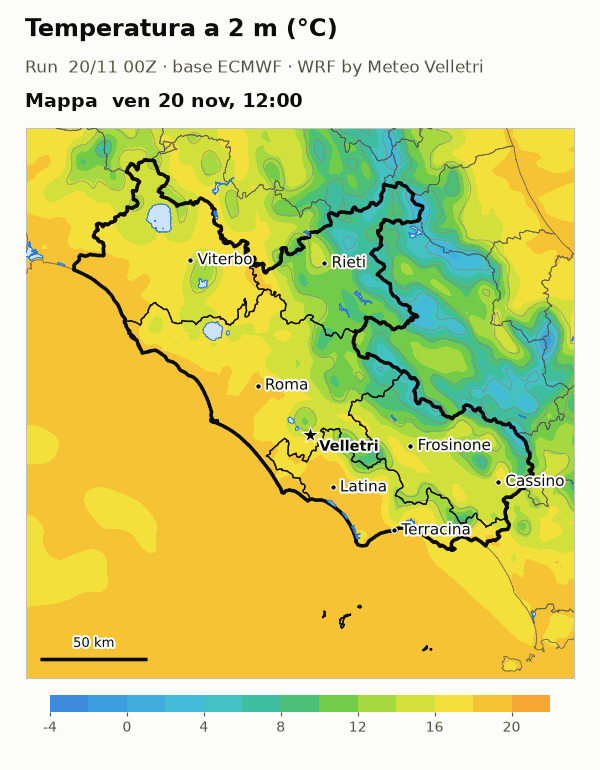 Temperatura a 2 m (°C)
Run  20/11 00Z · base ECMWF · WRF by Meteo Velletri
Mappa  ven 20 nov, 12:00
Viterbo
Rieti
Roma
Velletri
Frosinone
Latina
Cassino
Terracina
50 km
-4 0 4 8 12 16 20